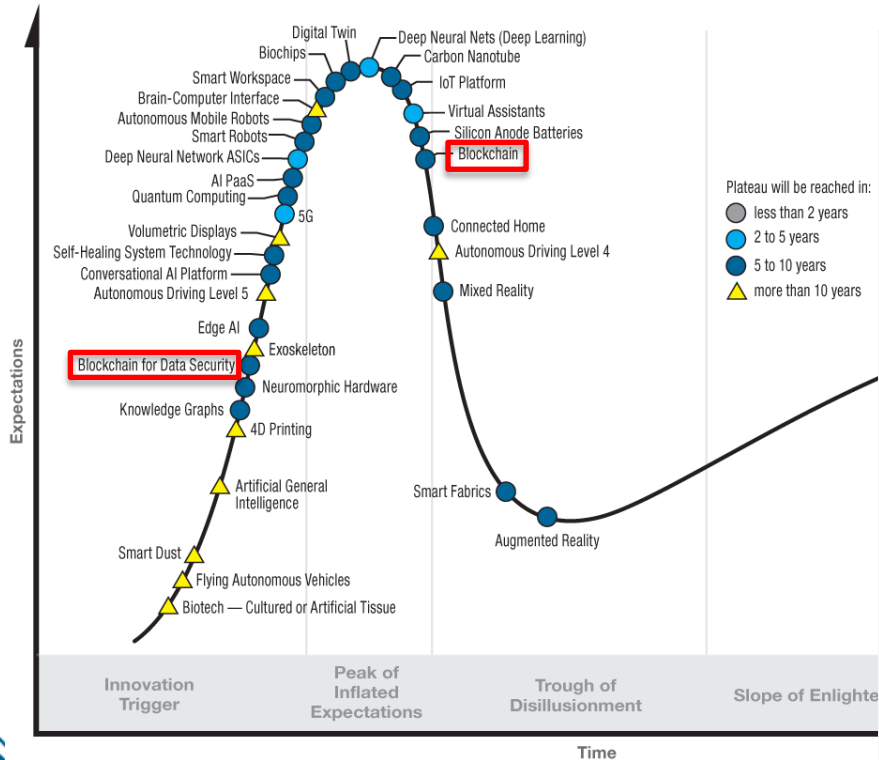 Digital Twin
Deep Neural Nets (Deep Learning)
Biochips
Carbon Nanotube
Smart Workspace
IoT Platform
Brain-Computer Interface
Autonomous Mobile Robots
Virtual Assistants
Smart Robots
Silicon Anode Batteries
Deep Neural Network ASICs
Blockchain
AI PaaS
Quantum Computing
5G
Volumetric Displays
Connected Home
Self-Healing System Technology
Autonomous Driving Level 4
Conversational AI Platform
Autonomous Driving Level 5
Mixed Reality
Edge AI
Exoskeleton
Blockchain for Data Security
Neuromorphic Hardware
Knowledge Graphs
4D Printing
Artificial General
Intelligence
Smart Fabrics
Augmented Reality
Smart Dust
Flying Autonomous Vehicles
Biotech — Cultured or Artificial Tissue
Plateau will be reached in:
less than 2 years
2 to 5 years
5 to 10 years
more than 10 years
Expectations
Innovation
Trigger
Peak of
Inflated
Expectations
Trough of
Disillusionment
Slope of Enlighte
Time